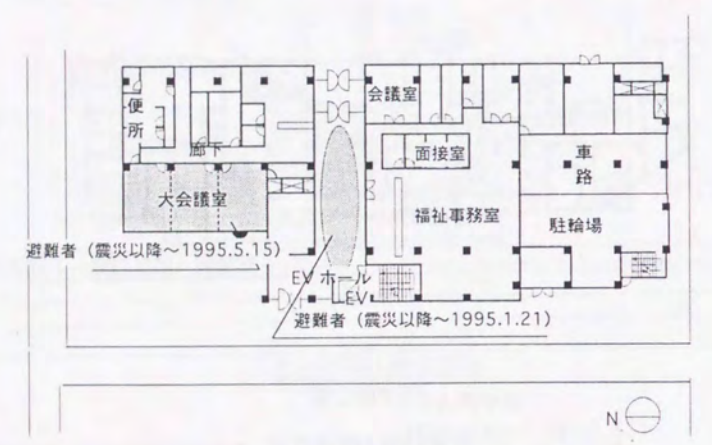 会議室
便所
廊下
面接室
車路
大会議室
福祉事務室
駐輪場
避難者（震災以降～1995.5.15）
EV ホール
EV
避難者（震災以降～1995.1.21）
N